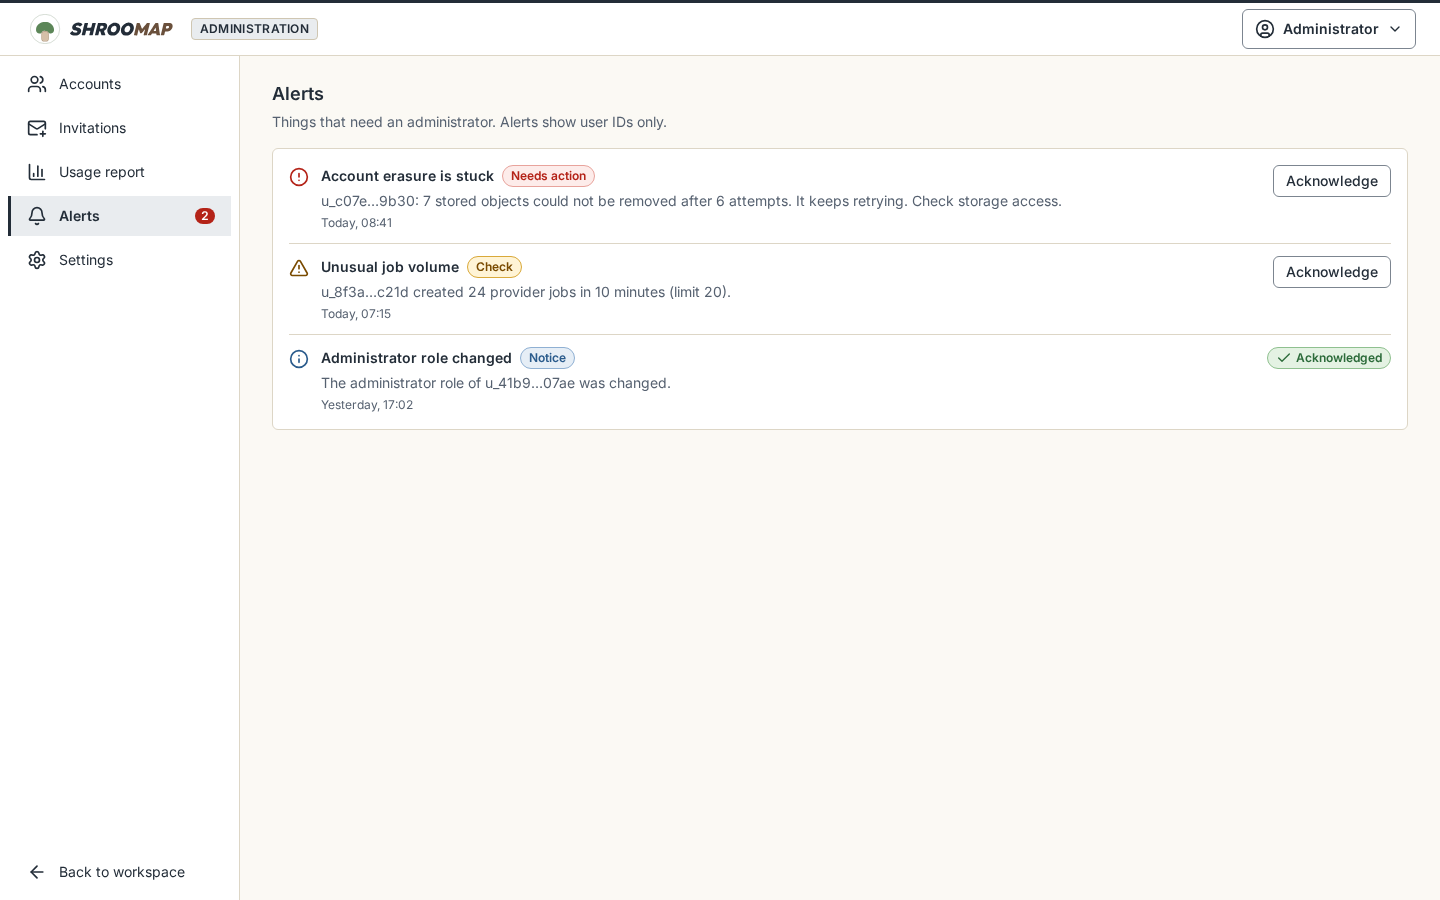 SHROOMAP
ADMINISTRATION
Administrator
Accounts
Invitations
Usage report
Alerts
2
Settings
Back to workspace
Alerts
Things that need an administrator. Alerts show user IDs only.
Account erasure is stuck
Needs action
Acknowledge
u_c07e...9b30: 7 stored objects could not be removed after 6 attempts. It keeps retrying. Check storage access.
Today, 08:41
Unusual job volume
Check
Acknowledge
u_8f3a...c21d created 24 provider jobs in 10 minutes (limit 20).
Today, 07:15
Administrator role changed
Notice
Acknowledged
The administrator role of u_41b9...07ae was changed.
Yesterday, 17:02